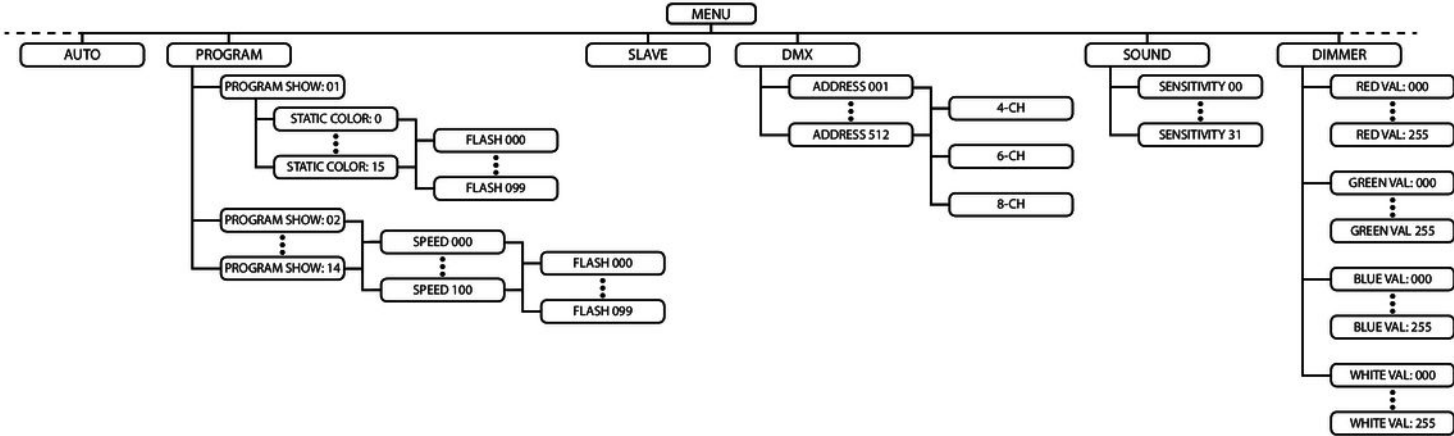 MENU
AUTO
PROGRAM
SLAVE
DMX
SOUND
DIMMER
PROGRAM SHOW: 01
STATIC COLOR: 0
STATIC COLOR: 15
FLASH 000
FLASH 099
PROGRAM SHOW: 02
PROGRAM SHOW: 14
SPEED 000
SPEED 100
FLASH 000
FLASH 099
ADDRESS 001
ADDRESS 512
4-CH
6-CH
8-CH
SENSITIVITY 00
SENSITIVITY 31
RED VAL: 000
RED VAL: 255
GREEN VAL: 000
GREEN VAL 255
BLUE VAL: 000
BLUE VAL: 255
WHITE VAL: 000
WHITE VAL: 255